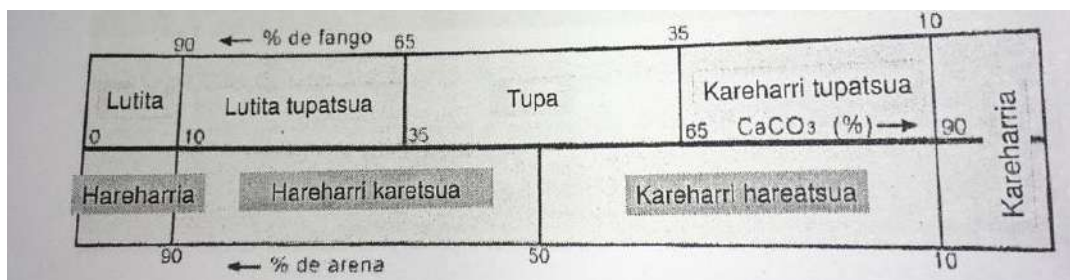 90 ← % de fango 65 35 10
Lutita Lutita tupatsua Tupa Kareharri tupatsua
0 10 35 65 CaCO3 (%) → 90
Kareharria
Hareharria Hareharri karetsua Kareharri hareatsua
90 ← % de arena 50 10